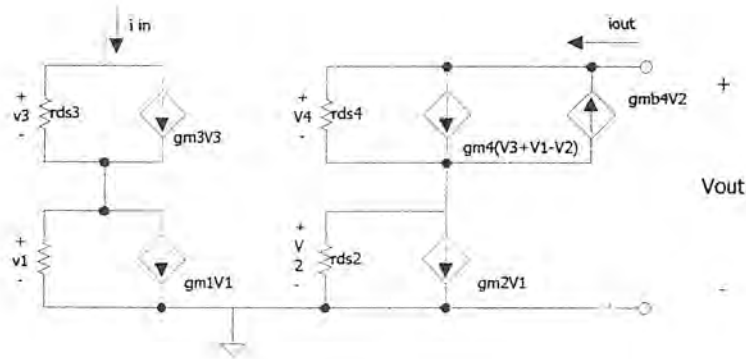 i in
iout
+
v3
-
rds3
gm3V3
+
V4
-
rds4
gm4(V3+V1-V2)
gmb4V2
+
Vout
-
+
v1
-
gm1V1
+
V
2
-
rds2
gm2V1